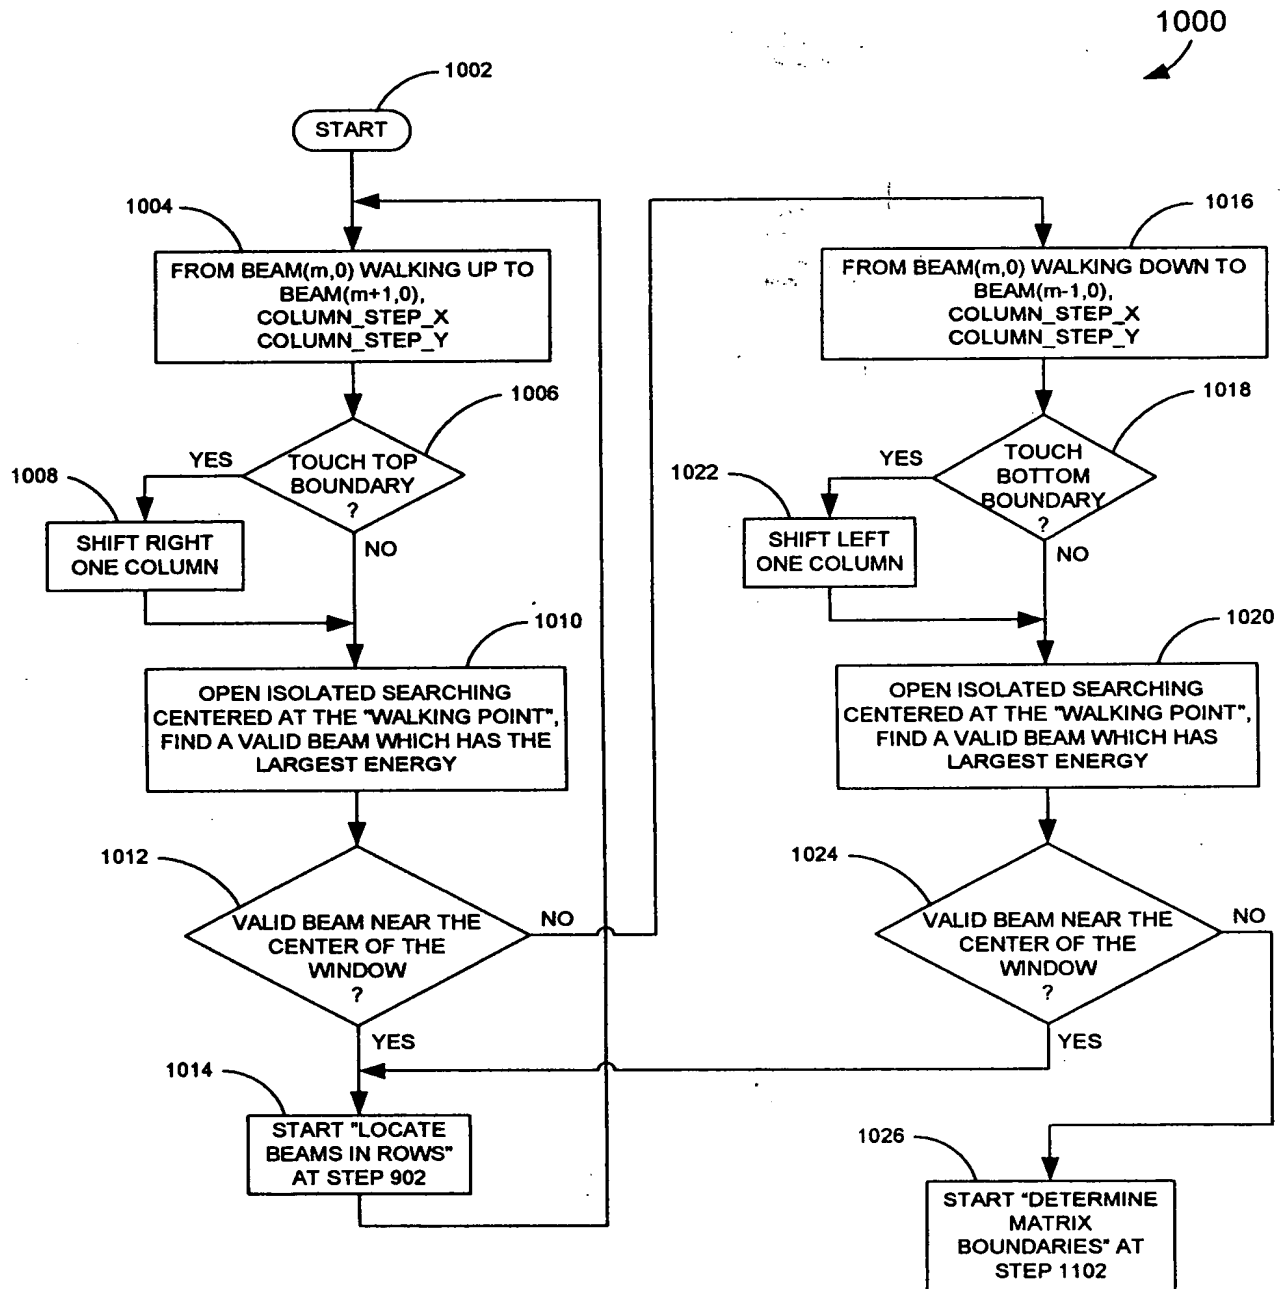 1000
1002
START
1004
FROM BEAM(m,0) WALKING UP TO
BEAM(m+1,0),
COLUMN_STEP_X
COLUMN_STEP_Y
1006
TOUCH TOP
BOUNDARY
?
YES
NO
1008
SHIFT RIGHT
ONE COLUMN
1010
OPEN ISOLATED SEARCHING
CENTERED AT THE "WALKING POINT",
FIND A VALID BEAM WHICH HAS THE
LARGEST ENERGY
1012
VALID BEAM NEAR THE
CENTER OF THE
WINDOW
?
NO
YES
1014
START "LOCATE
BEAMS IN ROWS"
AT STEP 902
1016
FROM BEAM(m,0) WALKING DOWN TO
BEAM(m-1,0),
COLUMN_STEP_X
COLUMN_STEP_Y
1018
TOUCH
BOTTOM
BOUNDARY
?
YES
NO
1022
SHIFT LEFT
ONE COLUMN
1020
OPEN ISOLATED SEARCHING
CENTERED AT THE "WALKING POINT",
FIND A VALID BEAM WHICH HAS
LARGEST ENERGY
1024
VALID BEAM NEAR THE
CENTER OF THE
WINDOW
?
NO
YES
1026
START "DETERMINE
MATRIX
BOUNDARIES" AT
STEP 1102